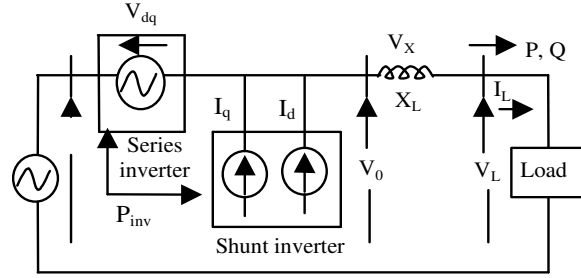 V_dq
V_X
P, Q
I_q
I_d
X_L
I_L
Series
inverter
V_0
V_L
Load
P_inv
Shunt inverter